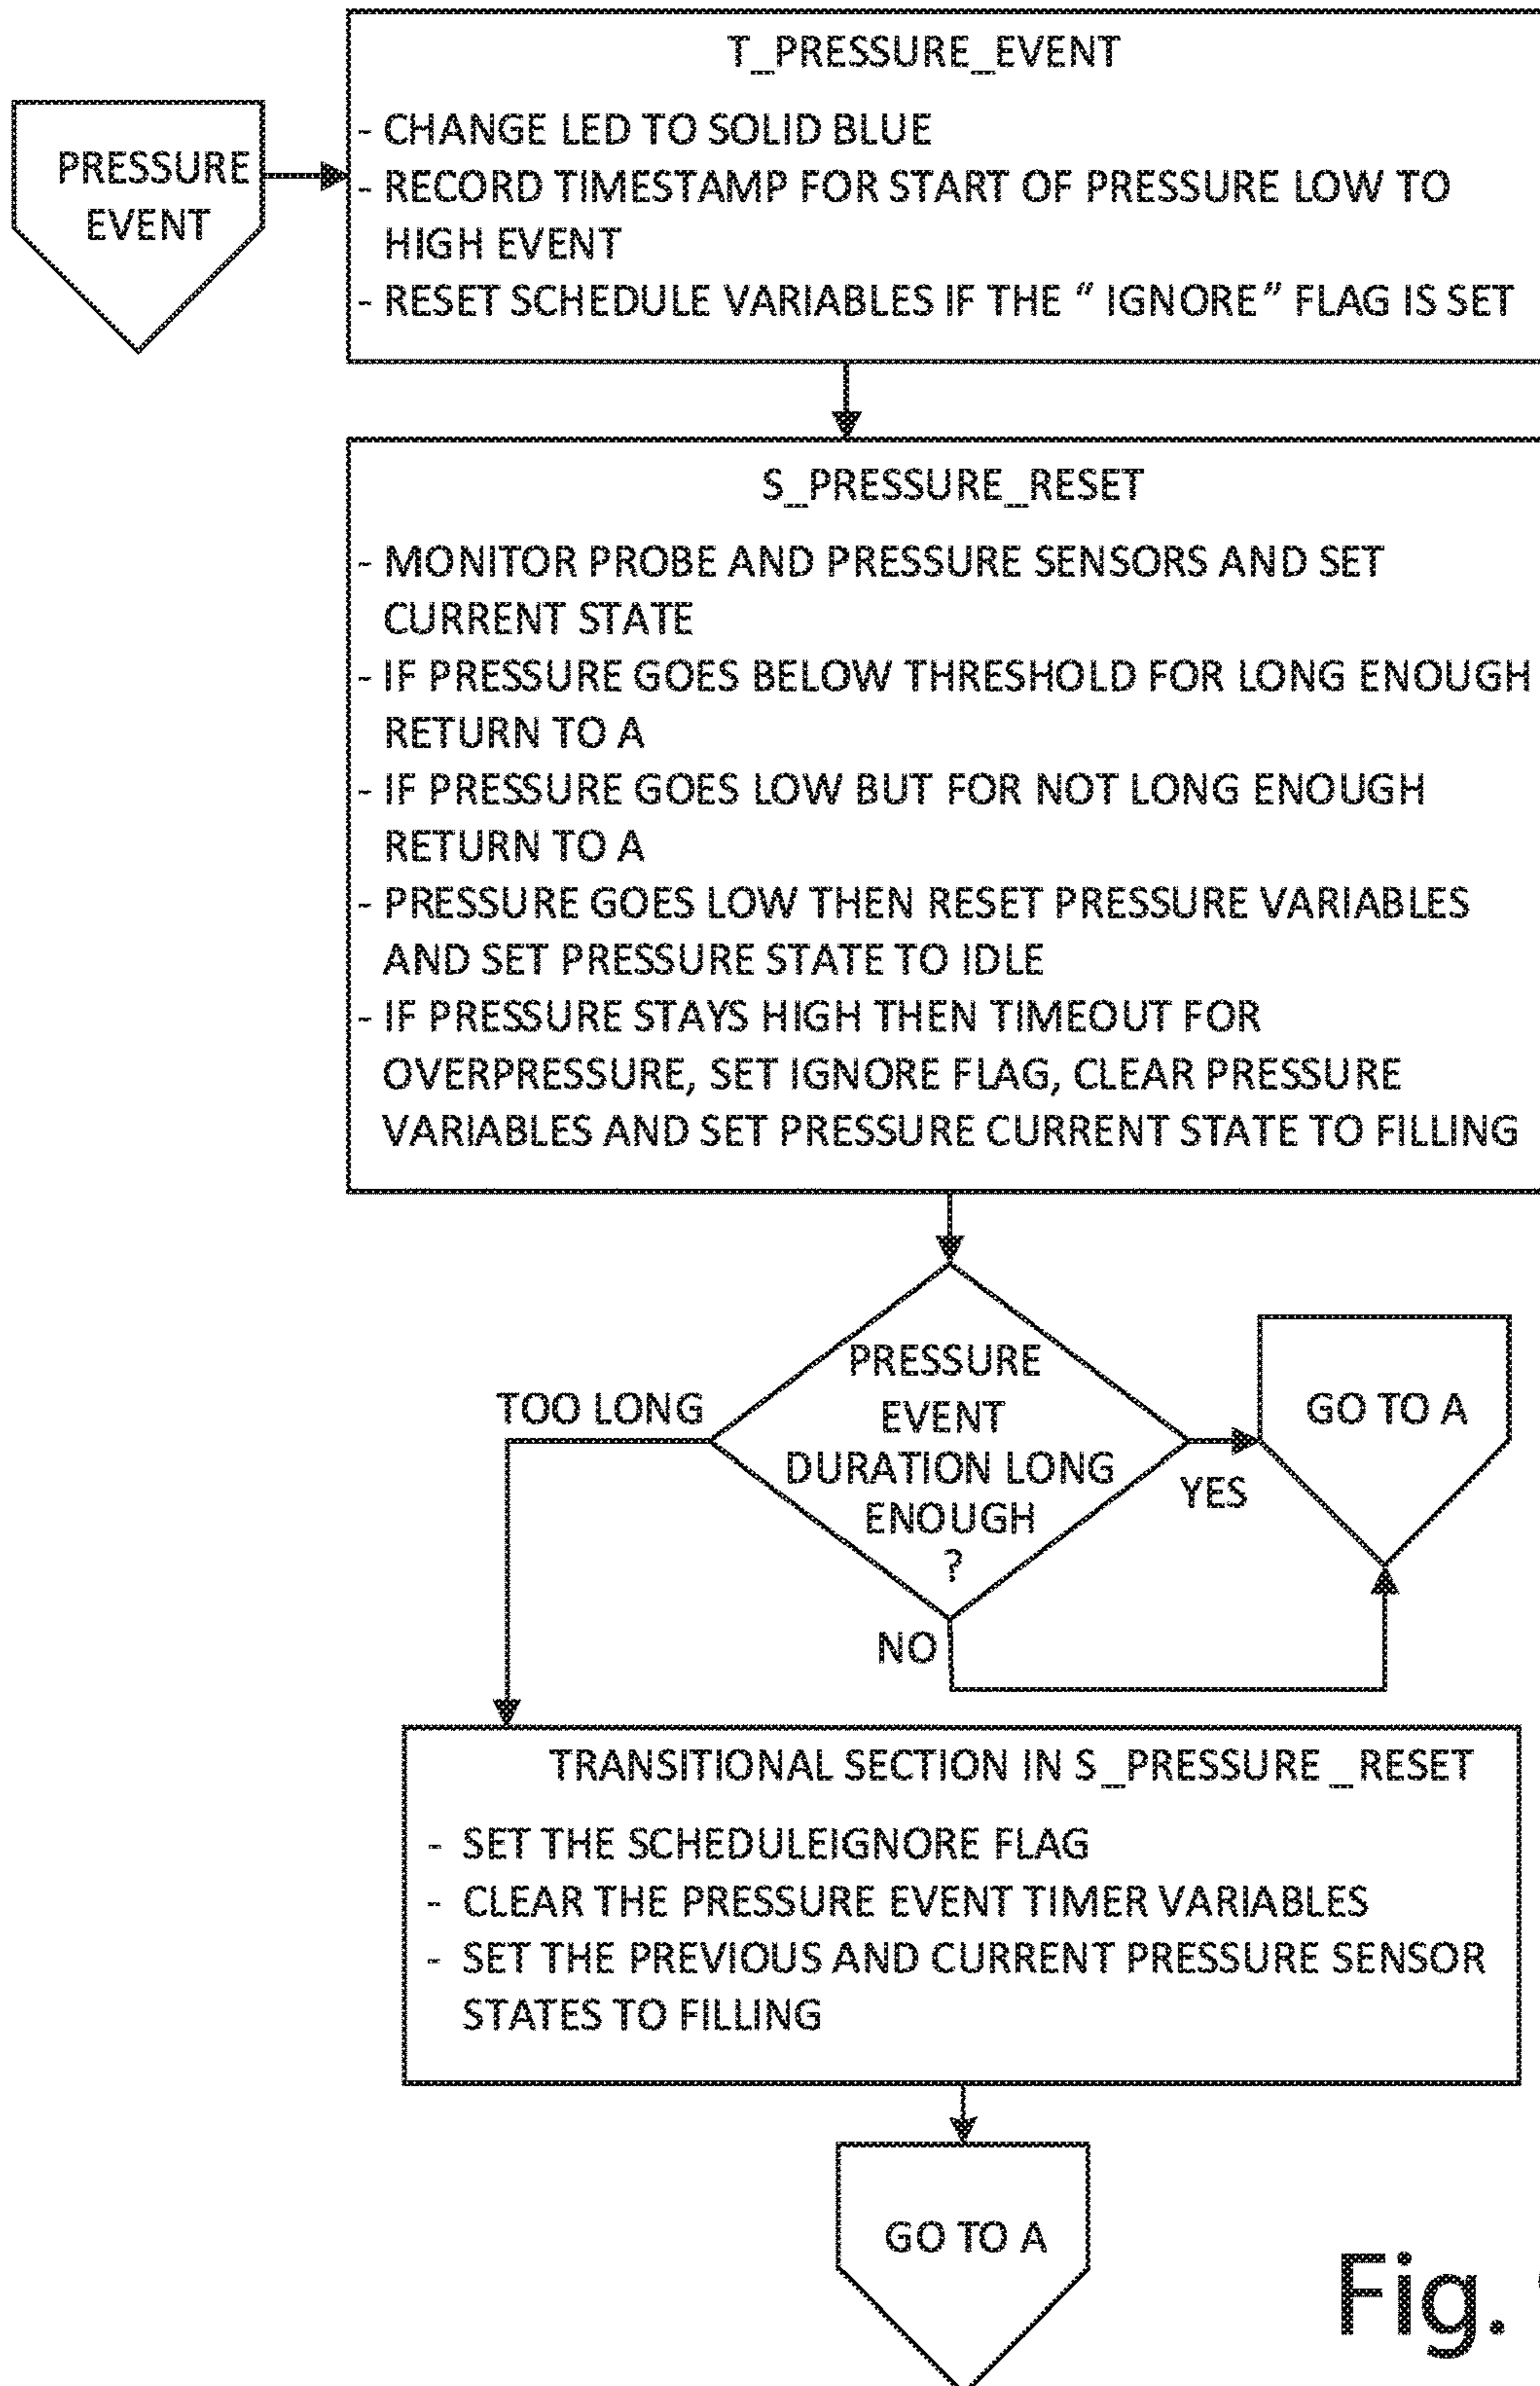 T_PRESSURE_EVENT
PRESSURE
EVENT
- CHANGE LED TO SOLID BLUE
- RECORD TIMESTAMP FOR START OF PRESSURE LOW TO
HIGH EVENT
- RESET SCHEDULE VARIABLES IF THE “ IGNORE” FLAG IS SET
S_PRESSURE_RESET
- MONITOR PROBE AND PRESSURE SENSORS AND SET
CURRENT STATE
- IF PRESSURE GOES BELOW THRESHOLD FOR LONG ENOUGH
RETURN TO A
- IF PRESSURE GOES LOW BUT FOR NOT LONG ENOUGH
RETURN TO A
- PRESSURE GOES LOW THEN RESET PRESSURE VARIABLES
AND SET PRESSURE STATE TO IDLE
- IF PRESSURE STAYS HIGH THEN TIMEOUT FOR
OVERPRESSURE, SET IGNORE FLAG, CLEAR PRESSURE
VARIABLES AND SET PRESSURE CURRENT STATE TO FILLING
PRESSURE
EVENT
DURATION LONG
ENOUGH
?
TOO LONG
YES
GO TO A
NO
TRANSITIONAL SECTION IN S_PRESSURE _RESET
- SET THE SCHEDULEIGNORE FLAG
- CLEAR THE PRESSURE EVENT TIMER VARIABLES
- SET THE PREVIOUS AND CURRENT PRESSURE SENSOR
STATES TO FILLING
GO TO A
Fig.